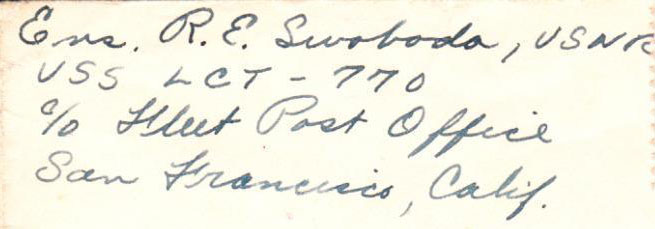 Ens. R.E. Swoboda, USNR
USS LCT - 770
c/o Fleet Post Office
San Francisco, Calif.